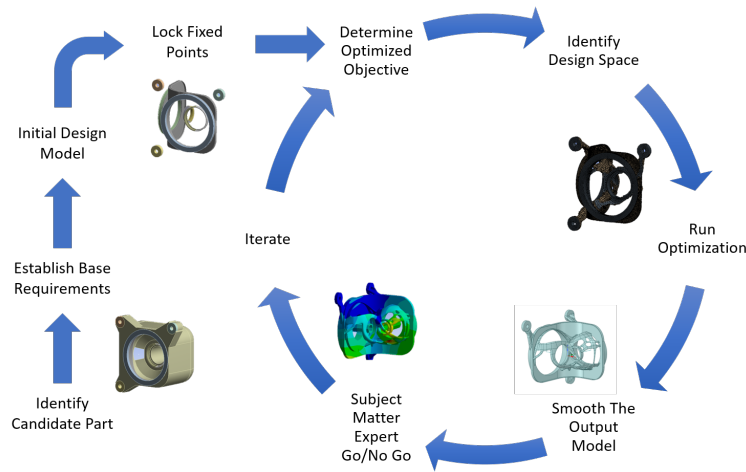 Lock Fixed
Points
Determine
Optimized
Objective
Identify
Design Space
Initial Design
Model
Run
Optimization
Iterate
Establish Base
Requirements
Identify
Candidate Part
Subject
Matter
Expert
Go/No Go
Smooth The
Output
Model